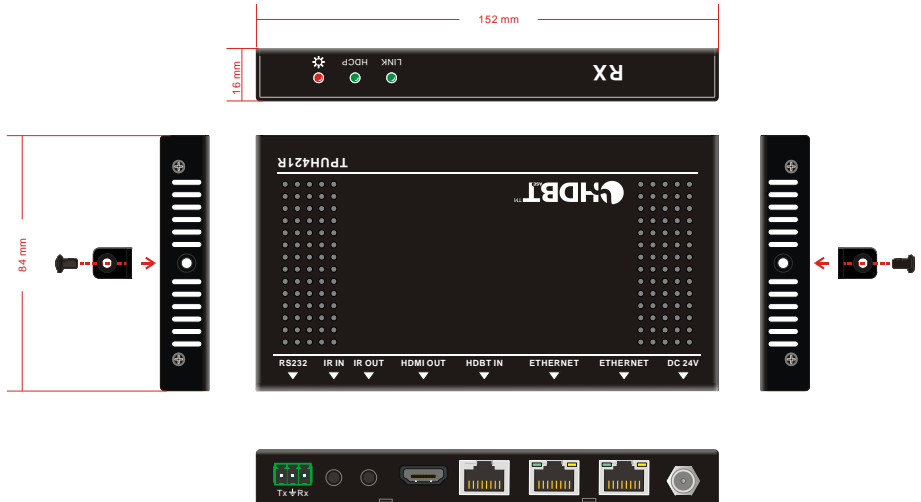 152 mm
16 mm
HDCP
LINK
RX
84 mm
TPUH421R
HDBT™
RS232 IR IN IR OUT HDMI OUT HDBT IN ETHERNET ETHERNET DC 24V
Tx Rx